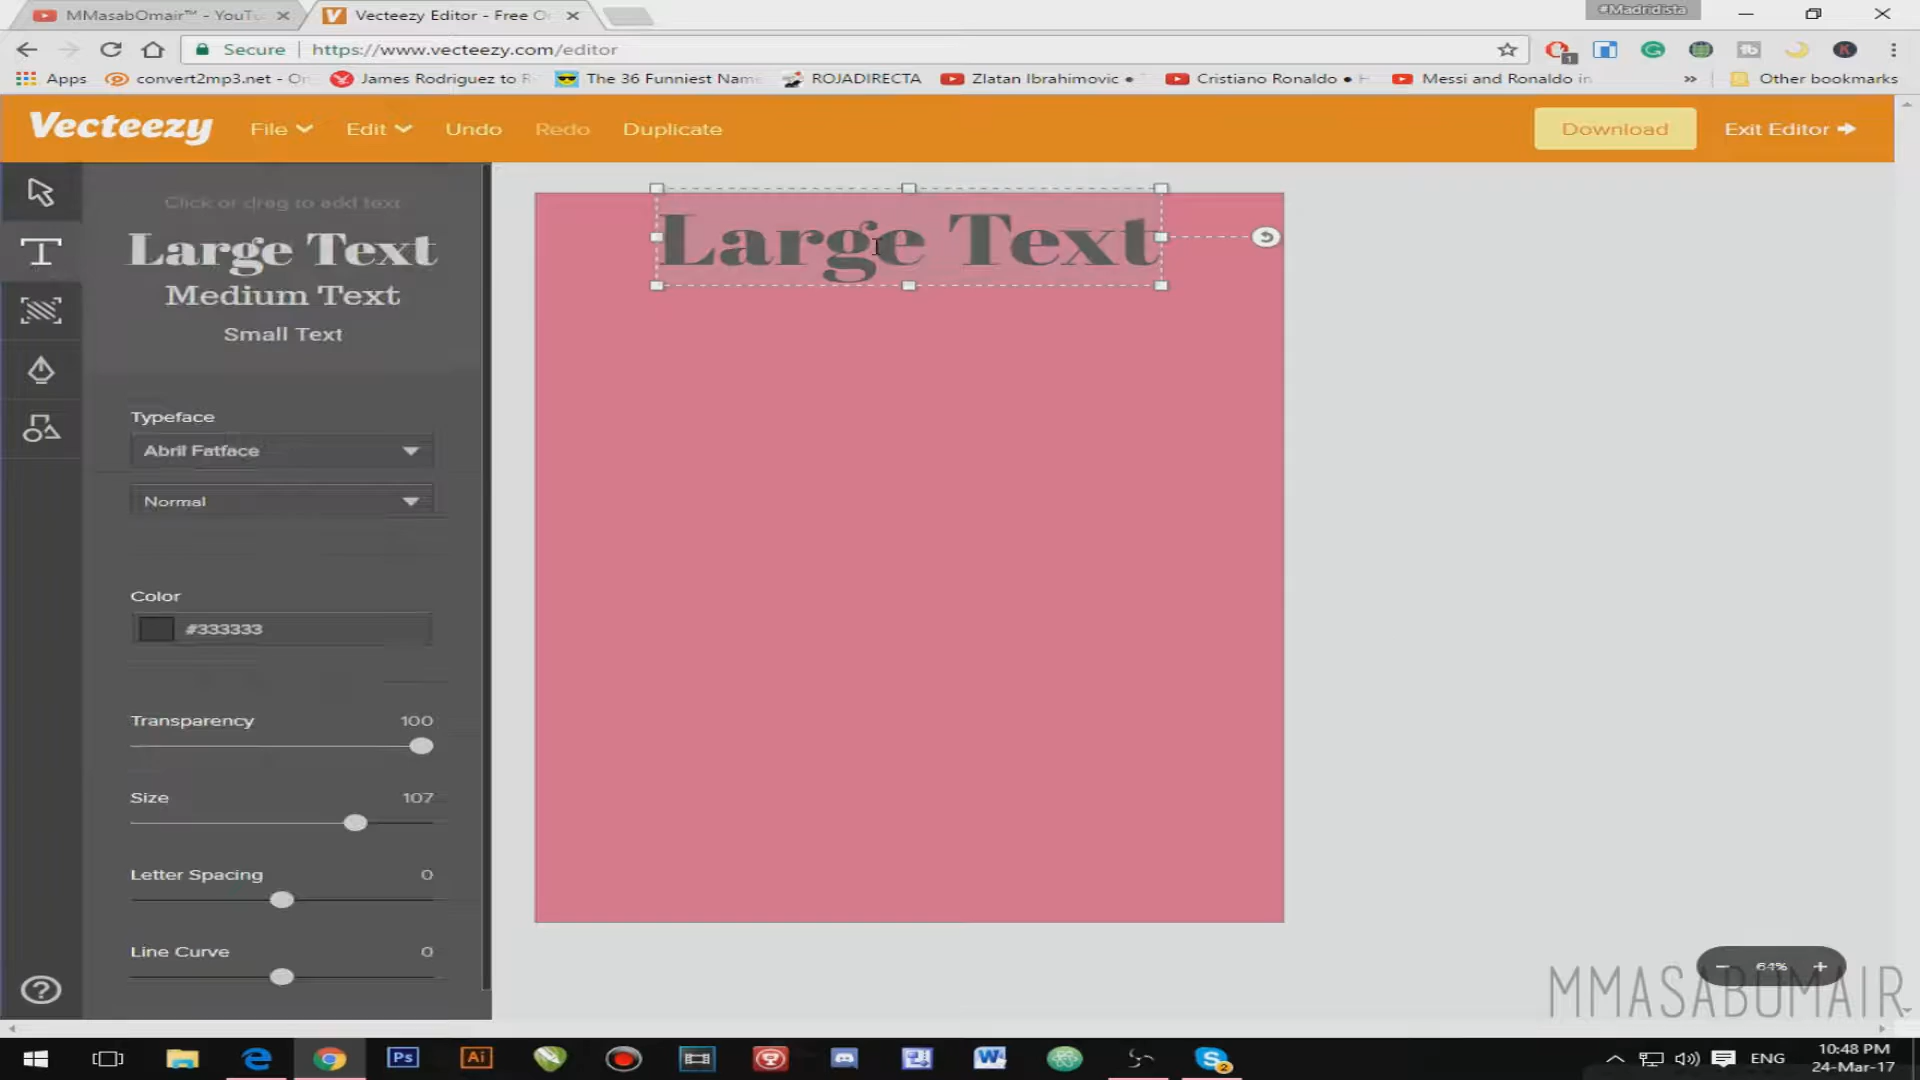 MMasabOmair™ - YouTu
Vecteezy Editor - Free O
#Madridista
Secure
https://www.vecteezy.com/editor
Apps
convert2mp3.net - On
James Rodriguez to R
The 36 Funniest Nam
ROJADIRECTA
Zlatan Ibrahimovic •
Cristiano Ronaldo • H
Messi and Ronaldo in
»
Other bookmarks
Vecteezy
File
Edit
Undo
Redo
Duplicate
Download
Exit Editor
Click or drag to add text
Large Text
Medium Text
Small Text
Large Text
Typeface
Abril Fatface
Normal
Color
#333333
Transparency 100
Size 107
Letter Spacing 0
Line Curve 0
64%
MMASABUMAIR
ENG
10:48 PM
24-Mar-17